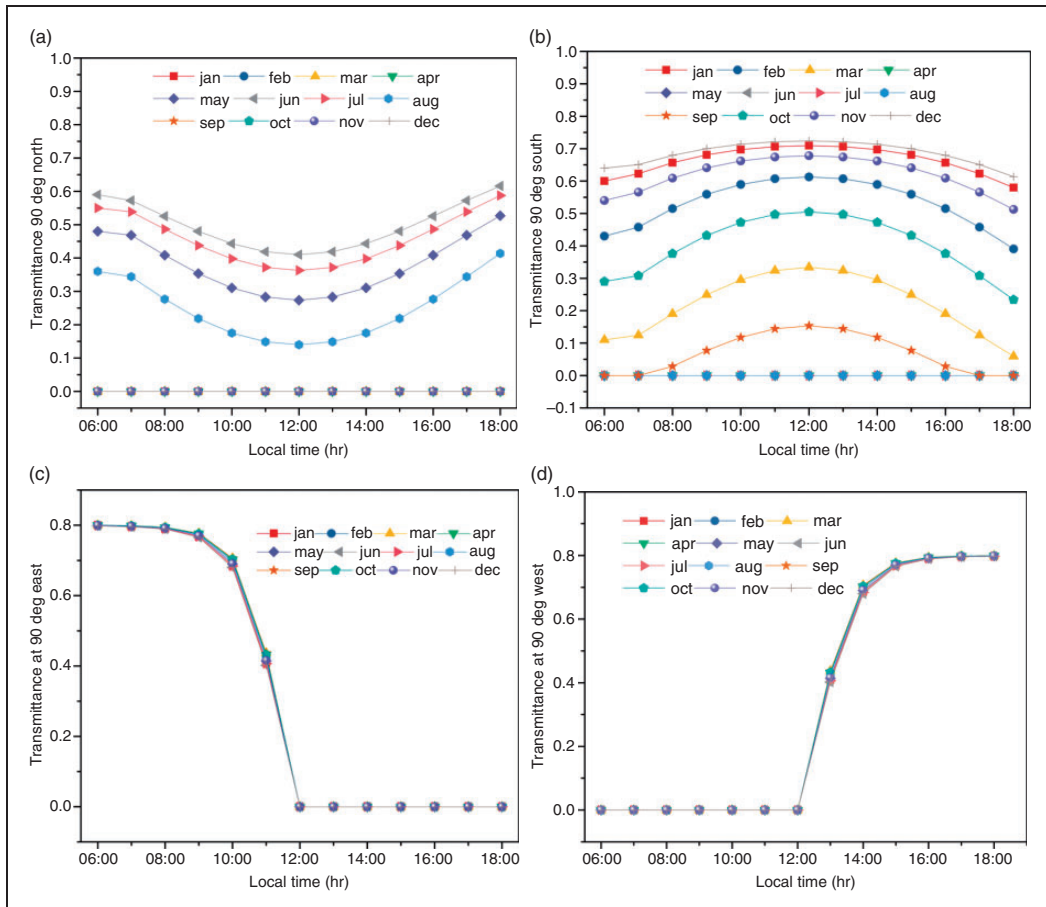 (a)
Transmittance 90 deg north
1.0
0.9
0.8
0.7
0.6
0.5
0.4
0.3
0.2
0.1
0.0
jan feb mar apr
may jun jul aug
sep oct nov dec
06:00 08:00 10:00 12:00 14:00 16:00 18:00
Local time (hr)
(b)
Transmittance 90 deg south
1.0
0.9
0.8
0.7
0.6
0.5
0.4
0.3
0.2
0.1
0.0
–0.1
jan feb mar apr
may jun jul aug
sep oct nov dec
06:00 08:00 10:00 12:00 14:00 16:00 18:00
Local time (hr)
(c)
Transmittance at 90 deg east
0.8
0.6
0.4
0.2
0.0
jan feb mar apr
may jun jul aug
sep oct nov dec
06:00 08:00 10:00 12:00 14:00 16:00 18:00
Local time (hr)
(d)
Transmittance at 90 deg west
1.0
0.8
0.6
0.4
0.2
0.0
jan feb mar
apr may jun
jul aug sep
oct nov dec
06:00 08:00 10:00 12:00 14:00 16:00 18:00
Local time (hr)